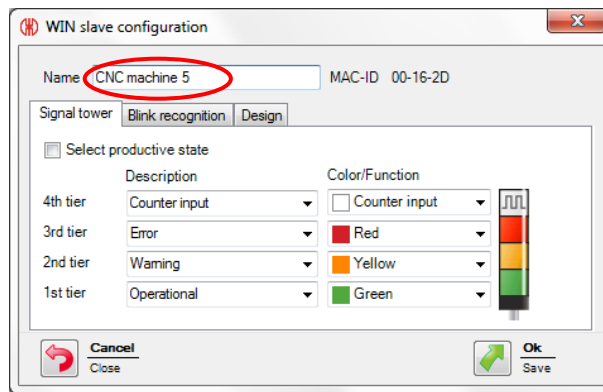 WIN slave configuration
Name CNC machine 5 MAC-ID 00-16-2D
Signal tower Blink recognition Design
Select productive state
Description Color/Function
4th tier Counter input Counter input
3rd tier Error Red
2nd tier Warning Yellow
1st tier Operational Green
Cancel Ok
Close Save